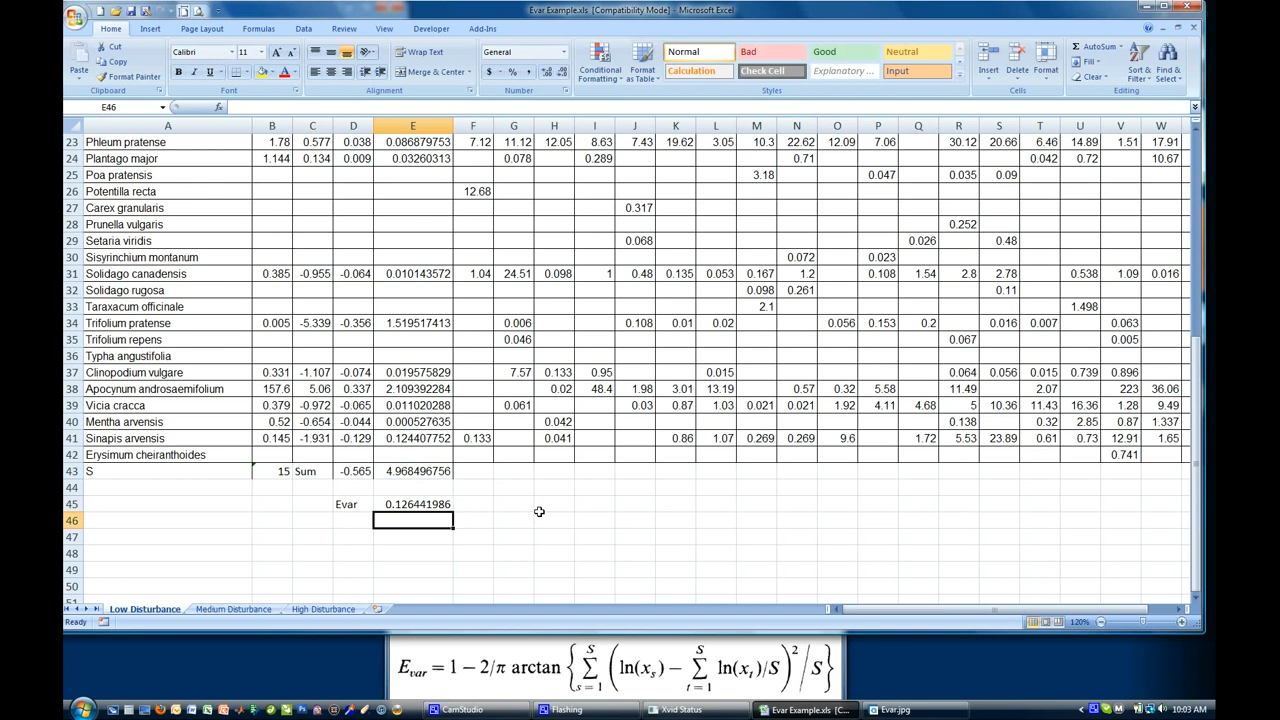 Evar Example.xls [Compatibility Mode] - Microsoft Excel
Home Insert Page Layout Formulas Data Review View Developer Add-Ins
Paste Cut Copy Format Painter Clipboard
Calibri 11 B I U Font
Wrap Text Merge & Center Alignment
General $ % , Number
Conditional Formatting Format as Table Normal Bad Good Neutral Calculation Check Cell Explanatory ... Input Styles
Insert Delete Format Cells
Σ AutoSum Fill Clear Sort & Filter Find & Select Editing
E46 fx
A B C D E F G H I J K L M N O P Q R S T U V W
23 Phleum pratense 1.78 0.577 0.038 0.086879753 7.12 11.12 12.05 8.63 7.43 19.62 3.05 10.3 22.62 12.09 7.06 30.12 20.66 6.46 14.89 1.51 17.91
24 Plantago major 1.144 0.134 0.009 0.03260313 0.078 0.289 0.71 0.042 0.72 10.67
25 Poa pratensis 3.18 0.047 0.035 0.09
26 Potentilla recta 12.68
27 Carex granularis 0.317
28 Prunella vulgaris 0.252
29 Setaria viridis 0.068 0.026 0.48
30 Sisyrinchium montanum 0.072 0.023
31 Solidago canadensis 0.385 -0.955 -0.064 0.010143572 1.04 24.51 0.098 1 0.48 0.135 0.053 0.167 1.2 0.108 1.54 2.8 2.78 0.538 1.09 0.016
32 Solidago rugosa 0.098 0.261 0.11
33 Taraxacum officinale 2.1 1.498
34 Trifolium pratense 0.005 -5.339 -0.356 1.519517413 0.006 0.108 0.01 0.02 0.056 0.153 0.2 0.016 0.007 0.063
35 Trifolium repens 0.046 0.067 0.005
36 Typha angustifolia
37 Clinopodium vulgare 0.331 -1.107 -0.074 0.019575829 7.57 0.133 0.95 0.015 0.064 0.056 0.015 0.739 0.896
38 Apocynum androsaemifolium 157.6 5.06 0.337 2.109392284 0.02 48.4 1.98 3.01 13.19 0.57 0.32 5.58 11.49 2.07 223 36.06
39 Vicia cracca 0.379 -0.972 -0.065 0.011020288 0.061 0.03 0.87 1.03 0.021 0.021 1.92 4.11 4.68 5 10.36 11.43 16.36 1.28 9.49
40 Mentha arvensis 0.52 -0.654 -0.044 0.000527635 0.042 0.138 0.32 2.85 0.87 1.337
41 Sinapis arvensis 0.145 -1.931 -0.129 0.124407752 0.133 0.041 0.86 1.07 0.269 0.269 9.6 1.72 5.53 23.89 0.61 0.73 12.91 1.65
42 Erysimum cheiranthoides 0.741
43 S 15 Sum -0.565 4.968496756
44
45 Evar 0.126441986
46
47
48
49
50
51
Low Disturbance Medium Disturbance High Disturbance
Ready 120%
E_var = 1 − 2/π arctan { ∑_{s=1}^{S} ( ln(x_s) − ∑_{t=1}^{S} ln(x_t)/S )² / S }
CamStudio Flashing Xvid Status Evar Example.xls [C... Evar.jpg 10:03 AM